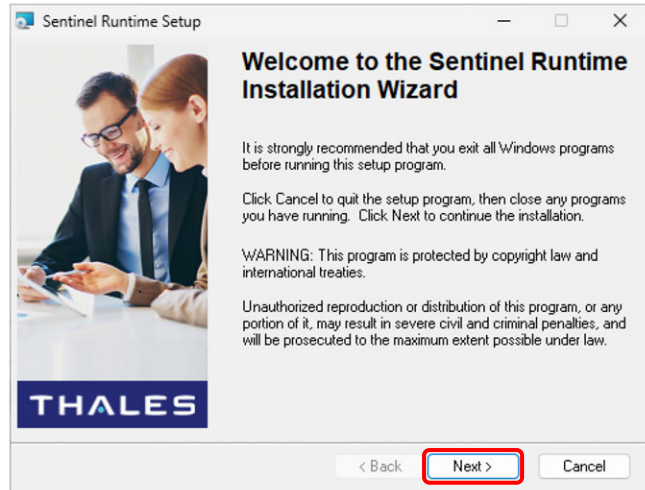 Sentinel Runtime Setup
Welcome to the Sentinel Runtime
Installation Wizard
It is strongly recommended that you exit all Windows programs
before running this setup program.
Click Cancel to quit the setup program, then close any programs
you have running.  Click Next to continue the installation.
WARNING: This program is protected by copyright law and
international treaties.
Unauthorized reproduction or distribution of this program, or any
portion of it, may result in severe civil and criminal penalties, and
will be prosecuted to the maximum extent possible under law.
THALES
< Back Next > Cancel